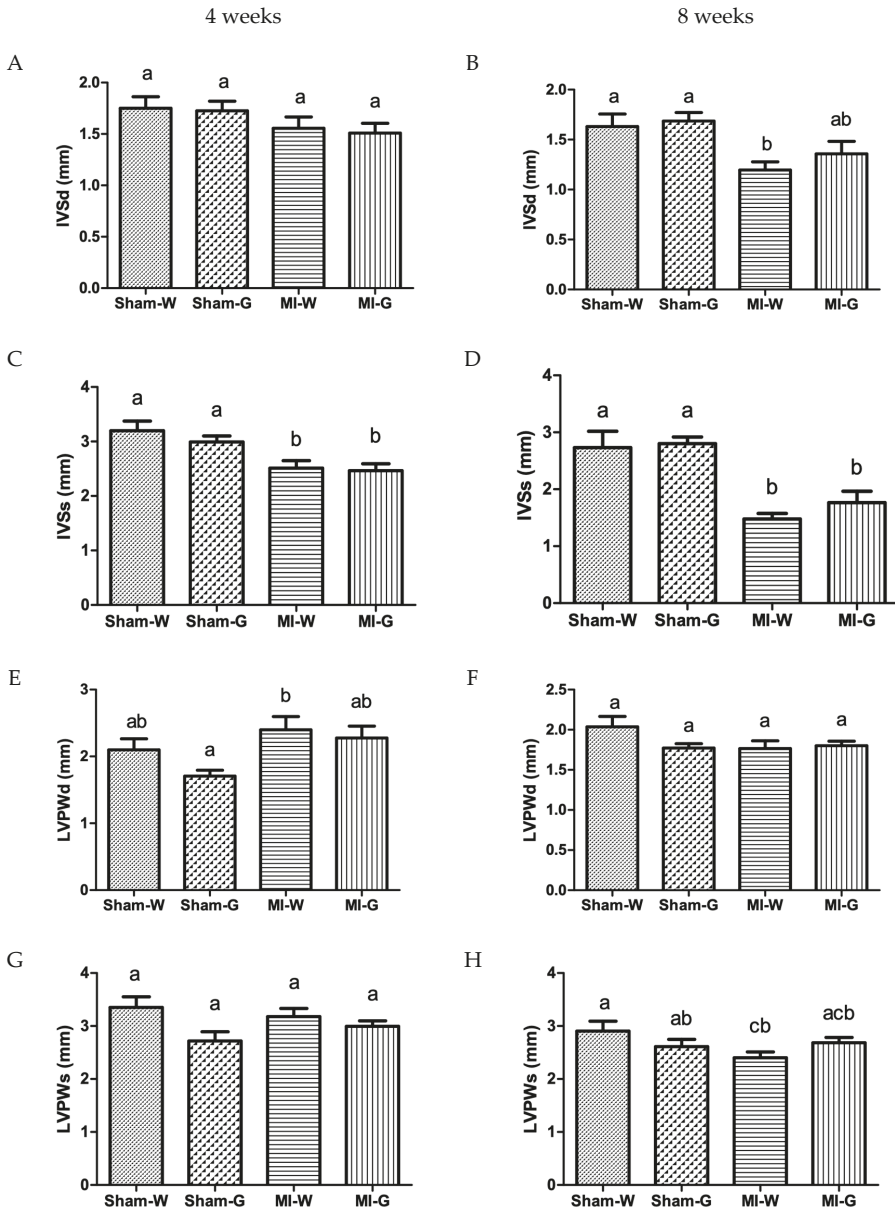 4 weeks
8 weeks
A
a a a a
2.0
1.5
1.0
0.5
0.0
IVSd (mm)
Sham-W Sham-G MI-W MI-G
B
a a b ab
2.0
1.5
1.0
0.5
0.0
IVSd (mm)
Sham-W Sham-G MI-W MI-G
C
a a b b
4
3
2
1
0
IVSs (mm)
Sham-W Sham-G MI-W MI-G
D
a a b b
4
3
2
1
0
IVSs (mm)
Sham-W Sham-G MI-W MI-G
E
ab a b ab
3
2
1
0
LVPWd (mm)
Sham-W Sham-G MI-W MI-G
F
a a a a
2.5
2.0
1.5
1.0
0.5
0.0
LVPWd (mm)
Sham-W Sham-G MI-W MI-G
G
a a a a
4
3
2
1
0
LVPWs (mm)
Sham-W Sham-G MI-W MI-G
H
a ab cb acb
4
3
2
1
0
LVPWs (mm)
Sham-W Sham-G MI-W MI-G